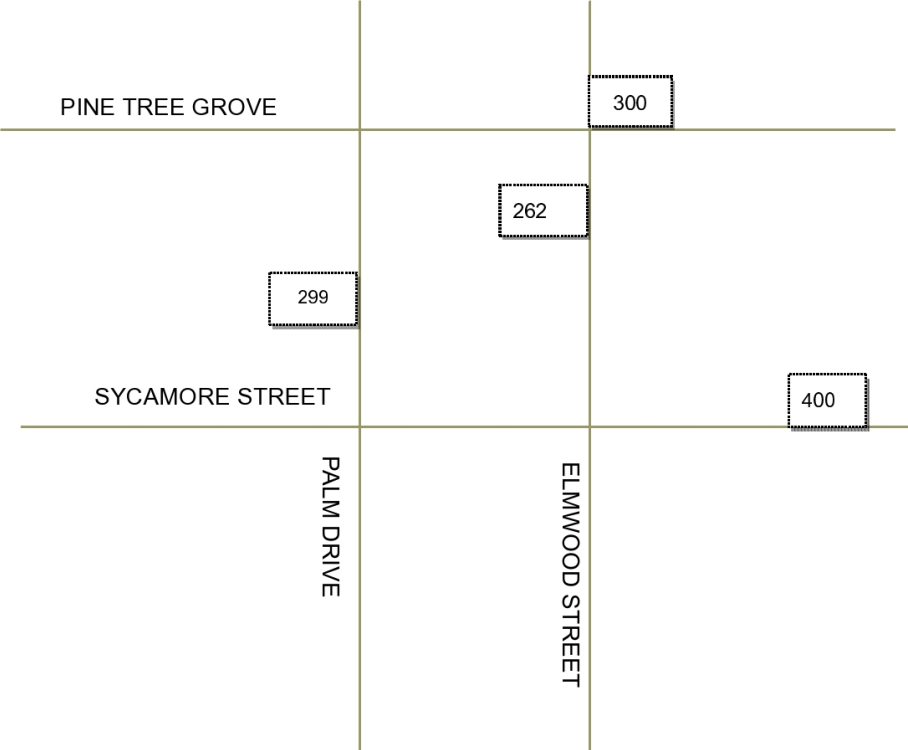 PINE TREE GROVE
300
262
299
SYCAMORE STREET
400
PALM DRIVE
ELMWOOD STREET